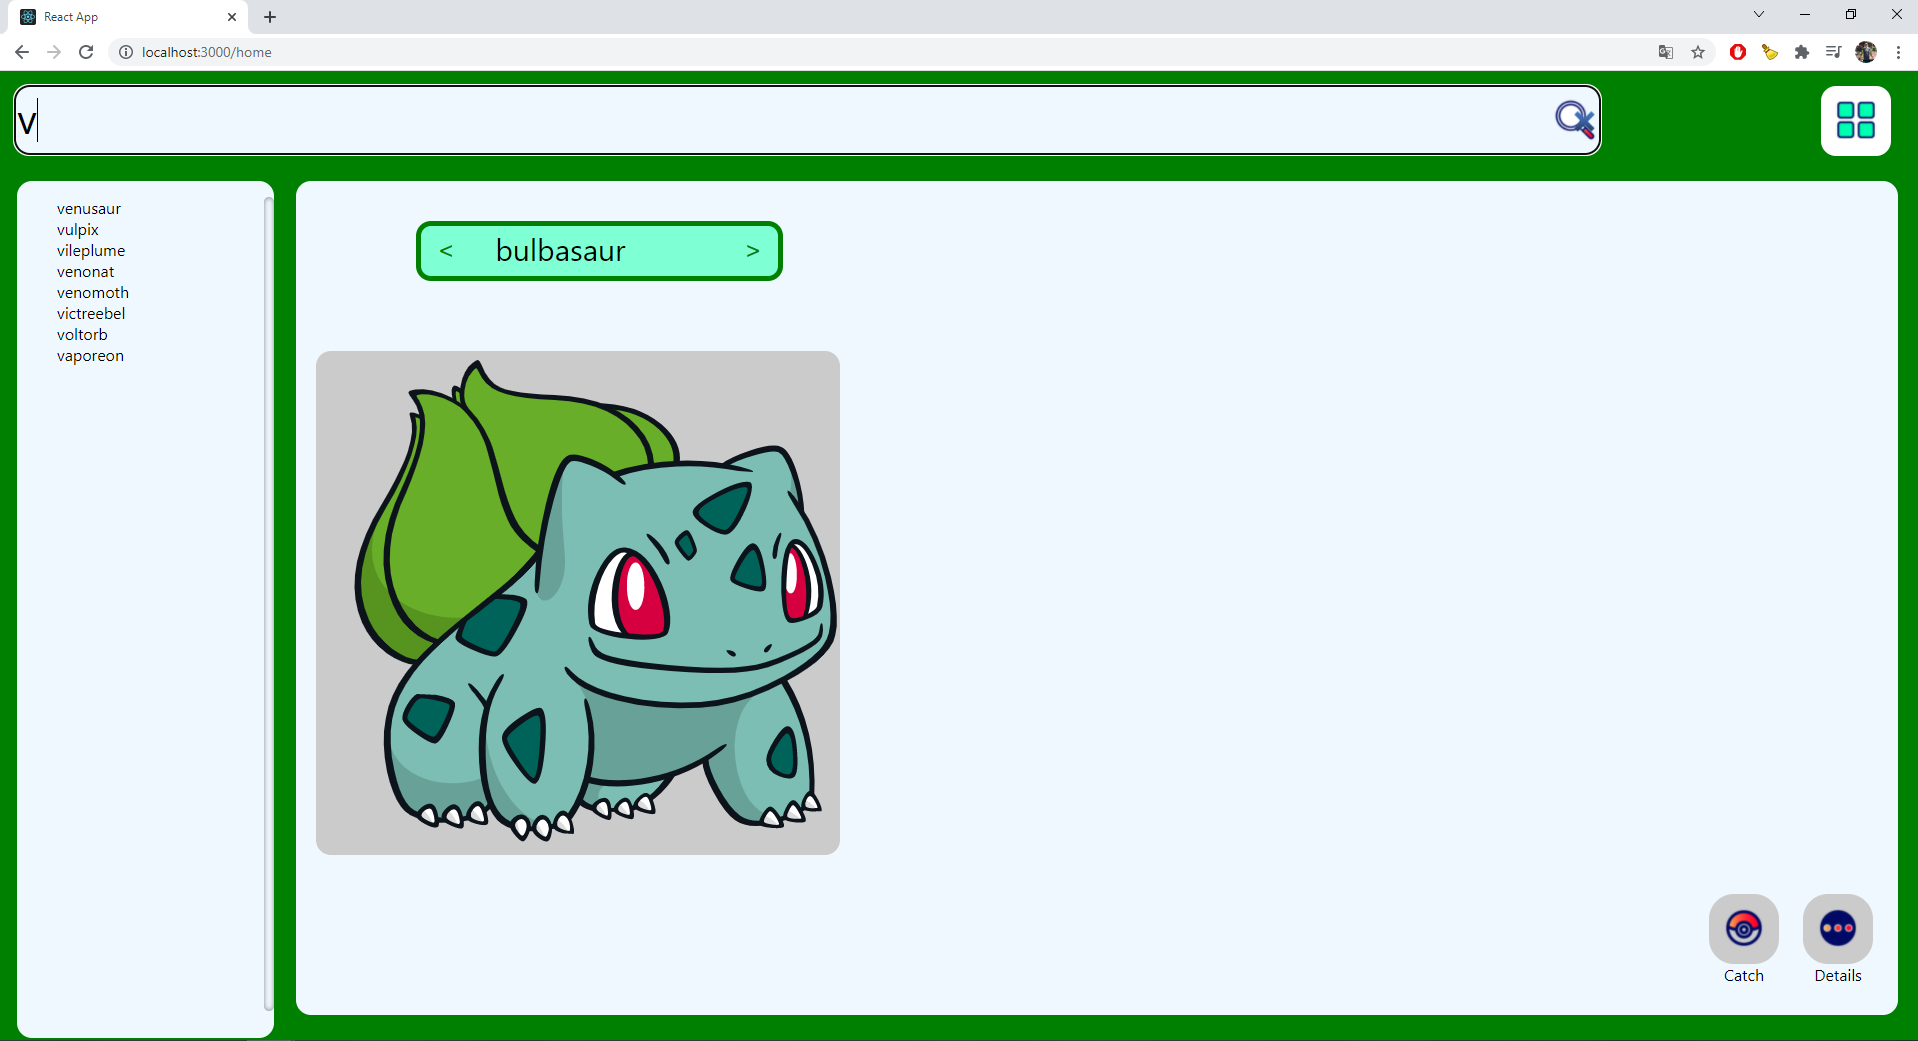 React App
localhost:3000/home
V
venusaur
vulpix
vileplume
venonat
venomoth
victreebel
voltorb
vaporeon
< bulbasaur >
Catch
Details